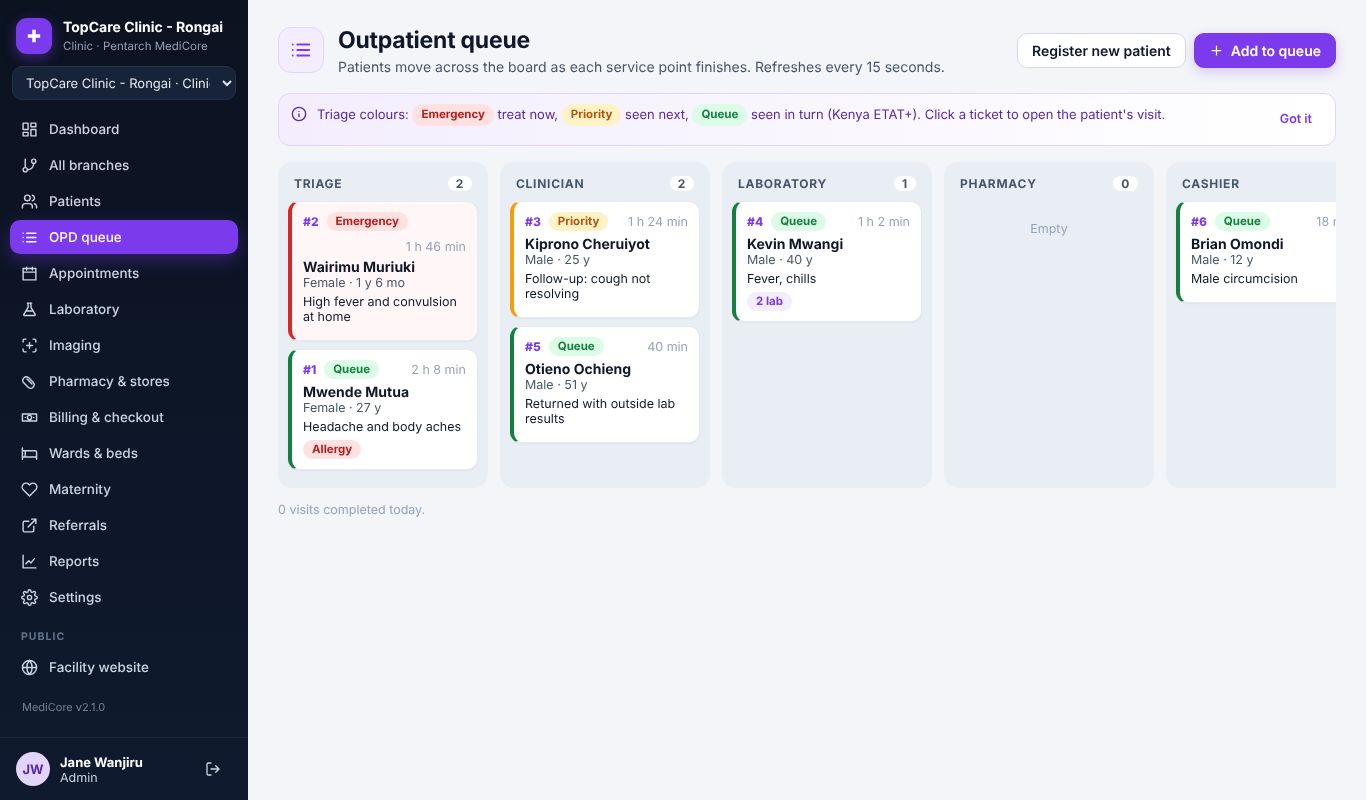 TopCare Clinic - Rongai
Clinic · Pentarch MediCore
TopCare Clinic - Rongai · Clini
Dashboard
All branches
Patients
OPD queue
Appointments
Laboratory
Imaging
Pharmacy & stores
Billing & checkout
Wards & beds
Maternity
Referrals
Reports
Settings
PUBLIC
Facility website
MediCore v2.1.0
JW
Jane Wanjiru
Admin
Outpatient queue
Patients move across the board as each service point finishes. Refreshes every 15 seconds.
Register new patient
Add to queue
Triage colours: Emergency treat now, Priority seen next, Queue seen in turn (Kenya ETAT+). Click a ticket to open the patient's visit.
Got it
TRIAGE 2
#2 Emergency
1 h 46 min
Wairimu Muriuki
Female · 1 y 6 mo
High fever and convulsion
at home
#1 Queue 2 h 8 min
Mwende Mutua
Female · 27 y
Headache and body aches
Allergy
CLINICIAN 2
#3 Priority 1 h 24 min
Kiprono Cheruiyot
Male · 25 y
Follow-up: cough not
resolving
#5 Queue 40 min
Otieno Ochieng
Male · 51 y
Returned with outside lab
results
LABORATORY 1
#4 Queue 1 h 2 min
Kevin Mwangi
Male · 40 y
Fever, chills
2 lab
PHARMACY 0
Empty
CASHIER
#6 Queue 18
Brian Omondi
Male · 12 y
Male circumcision
0 visits completed today.